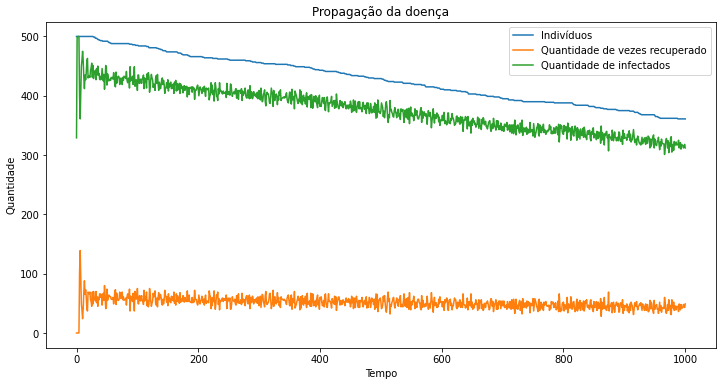 Propagação da doença
Indivíduos
Quantidade de vezes recuperado
Quantidade de infectados
500
400
300
200
100
0
Quantidade
0 200 400 600 800 1000
Tempo